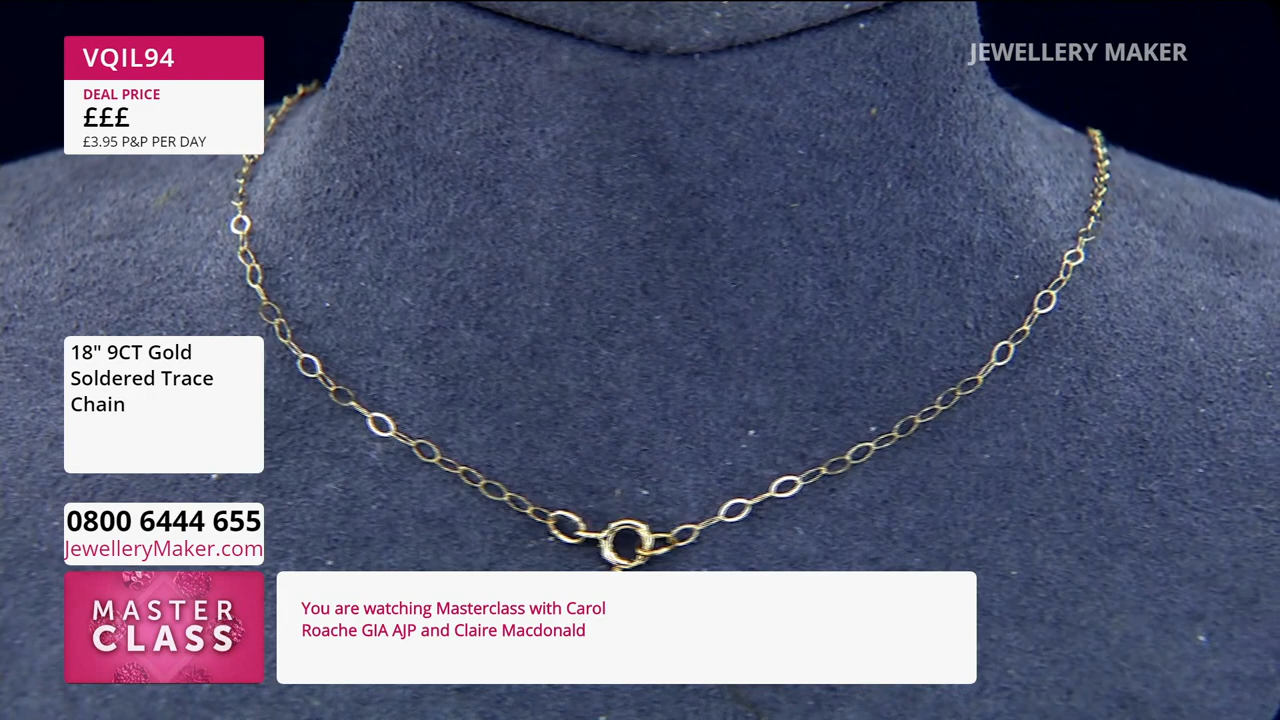 VQIL94
DEAL PRICE
£££
£3.95 P&P PER DAY
JEWELLERY MAKER
18" 9CT Gold
Soldered Trace
Chain
0800 6444 655
JewelleryMaker.com
MASTER
CLASS
You are watching Masterclass with Carol
Roache GIA AJP and Claire Macdonald